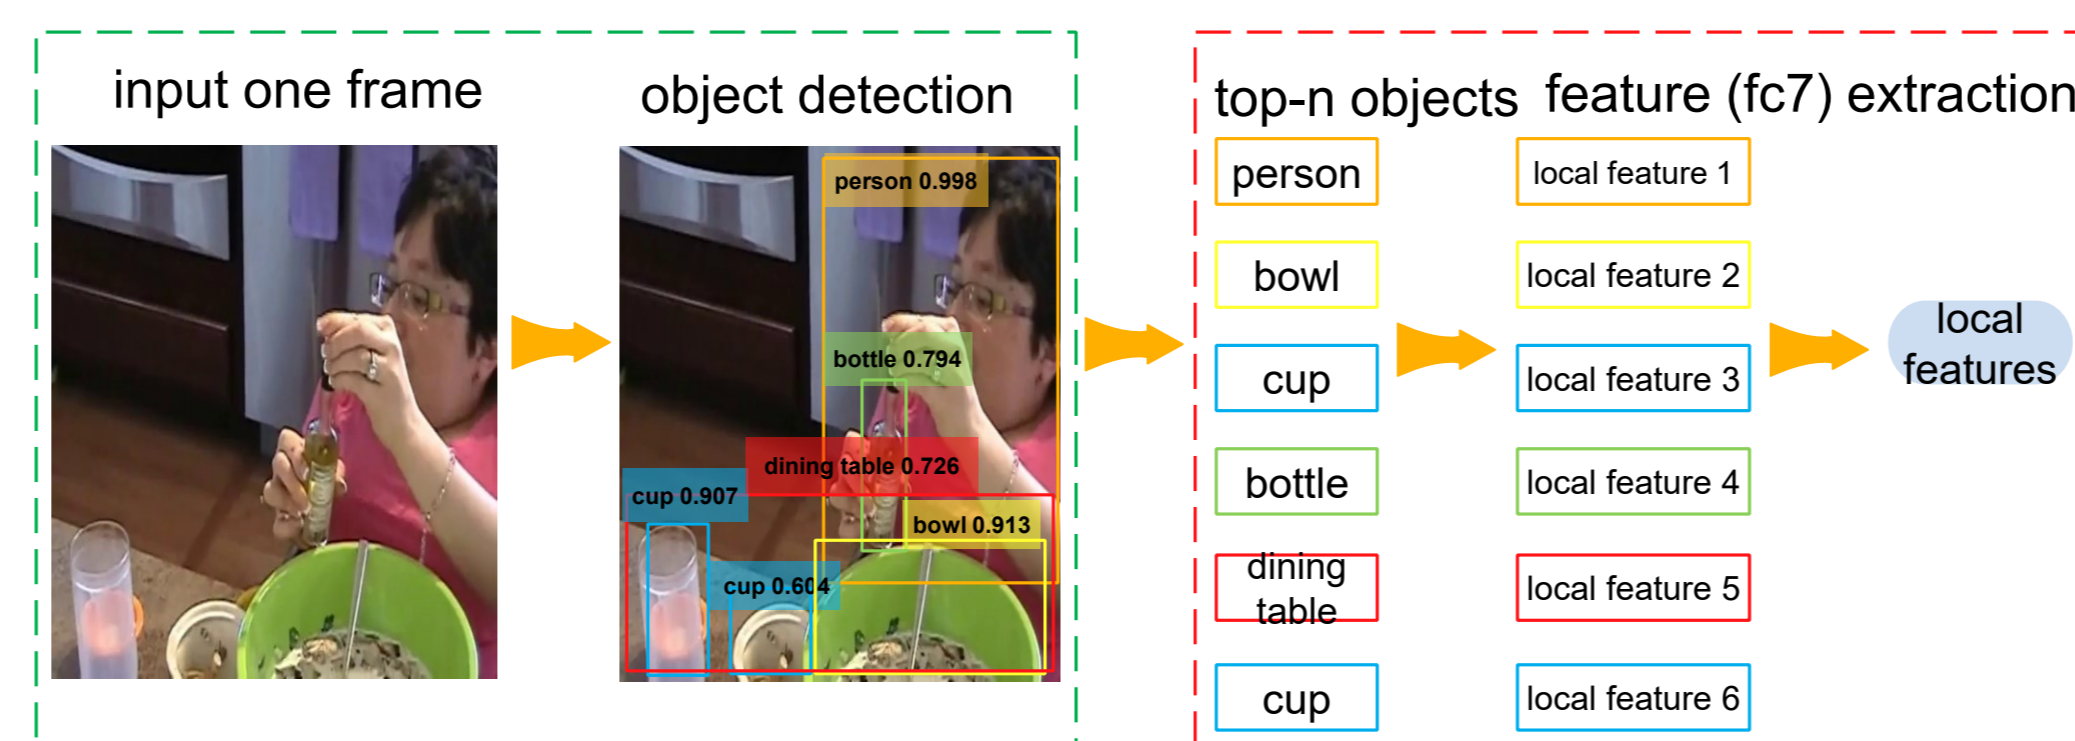 input one frame
object detection
person 0.998
bottle 0.794
dining table 0.726
cup 0.907
bowl 0.913
cup 0.604
top-n objects
feature (fc7) extraction
person
local feature 1
bowl
local feature 2
cup
local feature 3
bottle
local feature 4
dining
table
local feature 5
cup
local feature 6
local
features